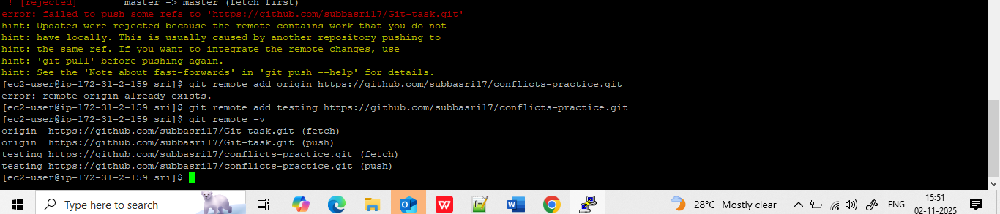 ! [rejected]        master -> master (fetch first)
error: failed to push some refs to 'https://github.com/subbasri17/Git-task.git'
hint: Updates were rejected because the remote contains work that you do not
hint: have locally. This is usually caused by another repository pushing to
hint: the same ref. If you want to integrate the remote changes, use
hint: 'git pull' before pushing again.
hint: See the 'Note about fast-forwards' in 'git push --help' for details.
[ec2-user@ip-172-31-2-159 sri]$ git remote add origin https://github.com/subbasri17/conflicts-practice.git
error: remote origin already exists.
[ec2-user@ip-172-31-2-159 sri]$ git remote add testing https://github.com/subbasri17/conflicts-practice.git
[ec2-user@ip-172-31-2-159 sri]$ git remote -v
origin  https://github.com/subbasri17/Git-task.git (fetch)
origin  https://github.com/subbasri17/Git-task.git (push)
testing https://github.com/subbasri17/conflicts-practice.git (fetch)
testing https://github.com/subbasri17/conflicts-practice.git (push)
[ec2-user@ip-172-31-2-159 sri]$
Type here to search
28°C Mostly clear
ENG
15:51
02-11-2025